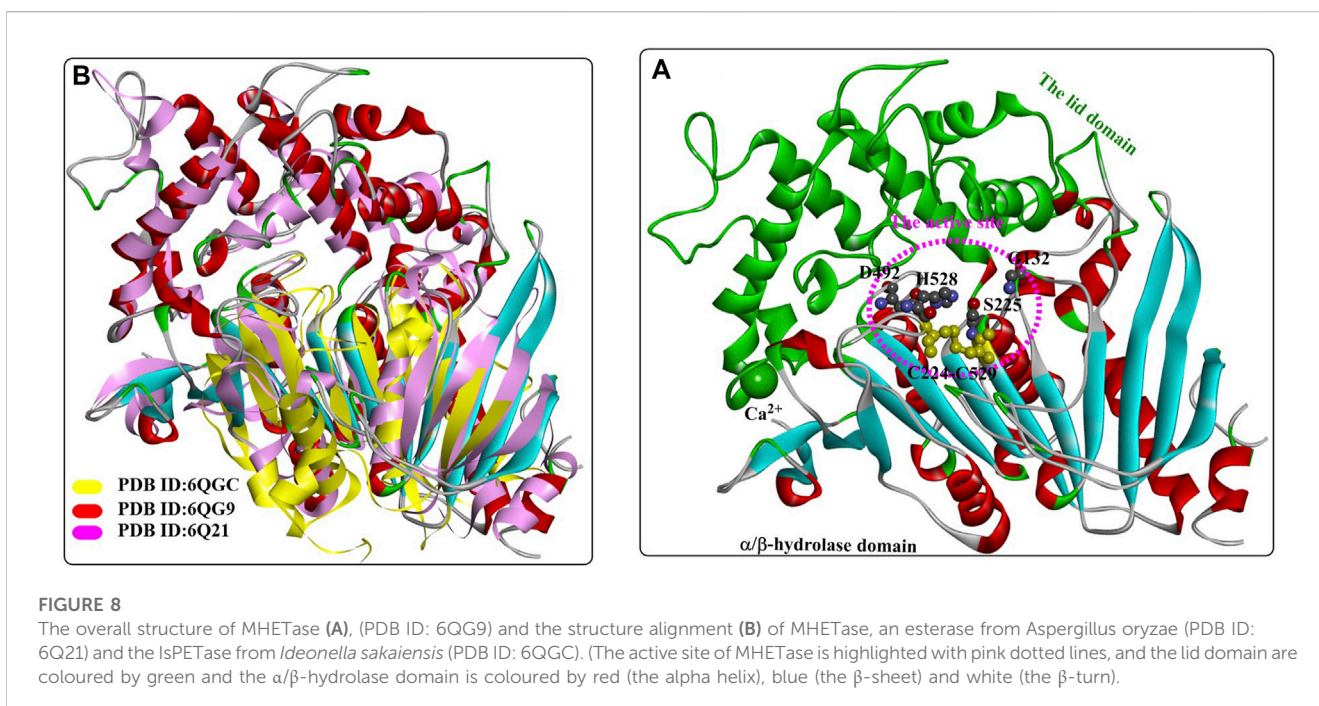 B
PDB ID:6QGC
PDB ID:6QG9
PDB ID:6Q21
A
The lid domain
The active site
D492
H528
G132
S225
C224-C529
Ca²⁺
α/β-hydrolase domain
FIGURE 8
The overall structure of MHETase (A), (PDB ID: 6QG9) and the structure alignment (B) of MHETase, an esterase from Aspergillus oryzae (PDB ID:
6Q21) and the IsPETase from Ideonella sakaiensis (PDB ID: 6QGC). (The active site of MHETase is highlighted with pink dotted lines, and the lid domain are
coloured by green and the α/β-hydrolase domain is coloured by red (the alpha helix), blue (the β-sheet) and white (the β-turn).